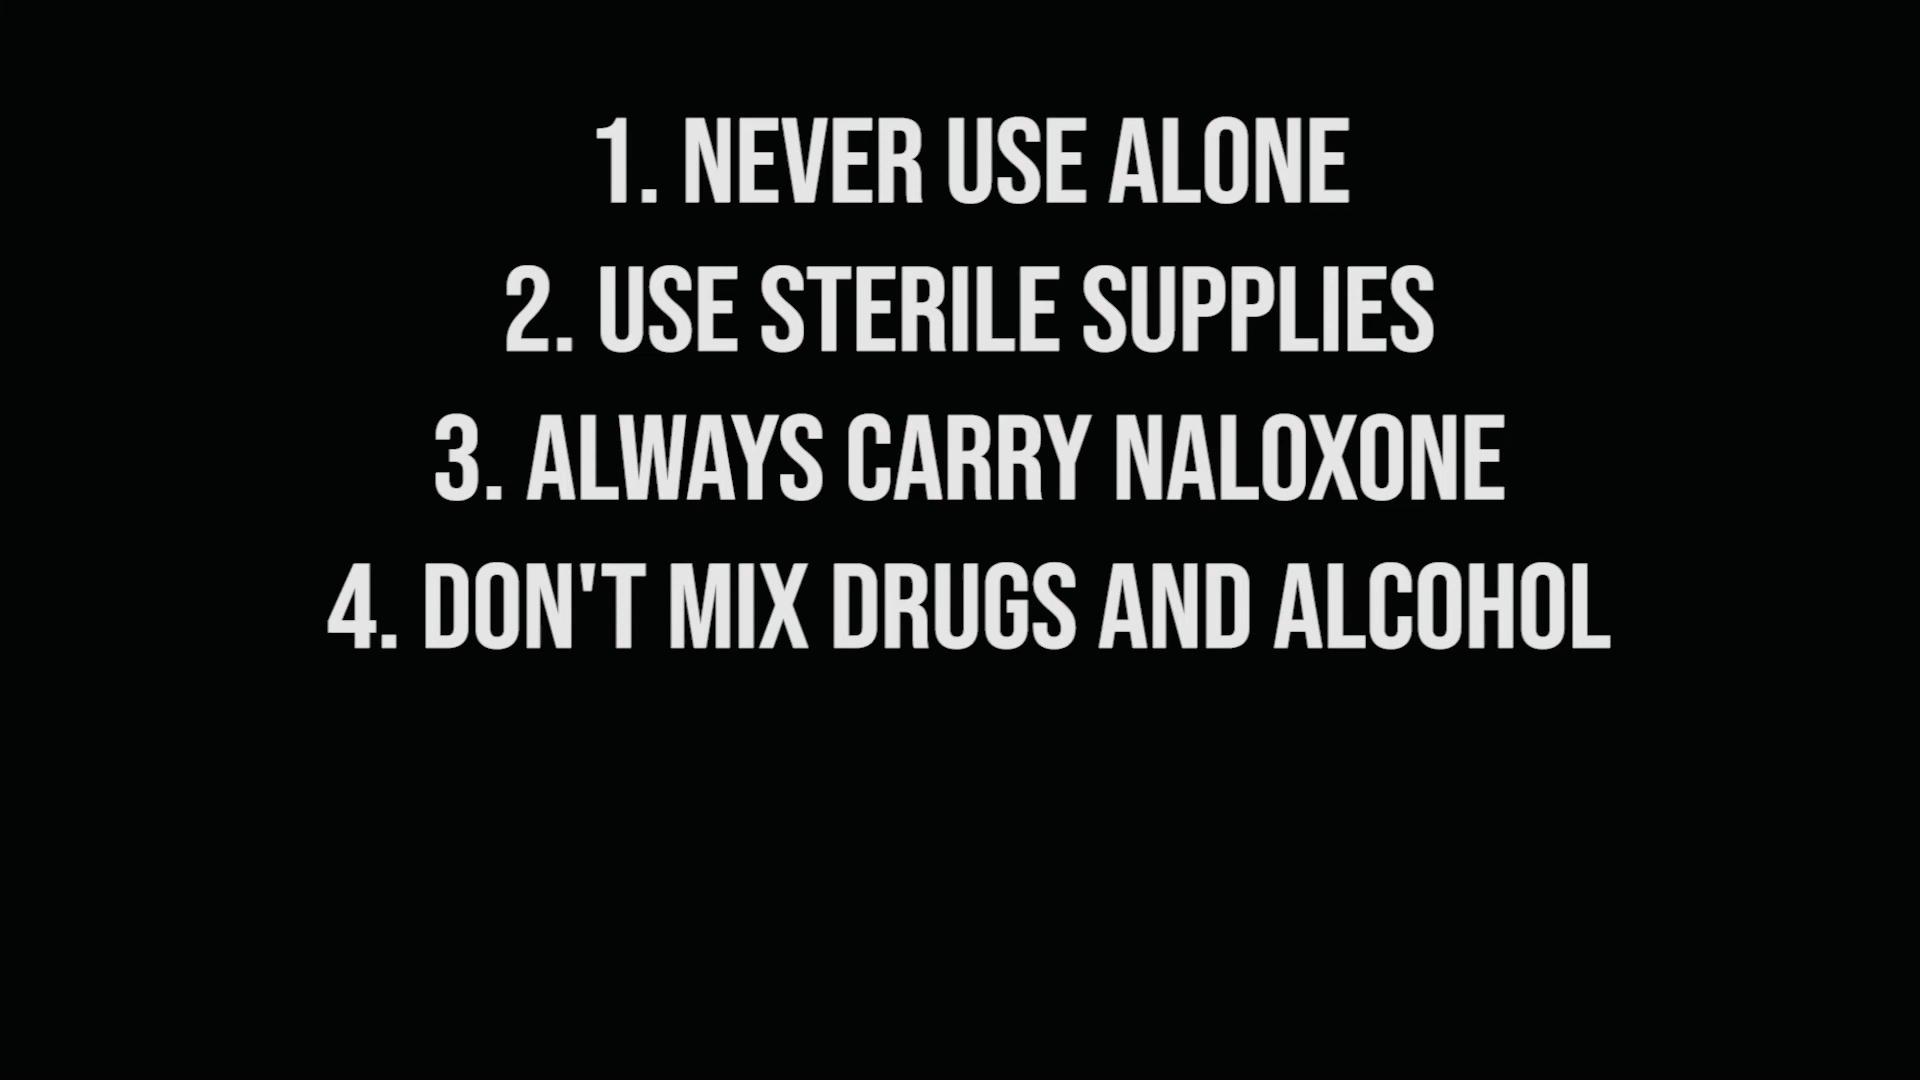 1. NEVER USE ALONE
2. USE STERILE SUPPLIES
3. ALWAYS CARRY NALOXONE
4. DON'T MIX DRUGS AND ALCOHOL